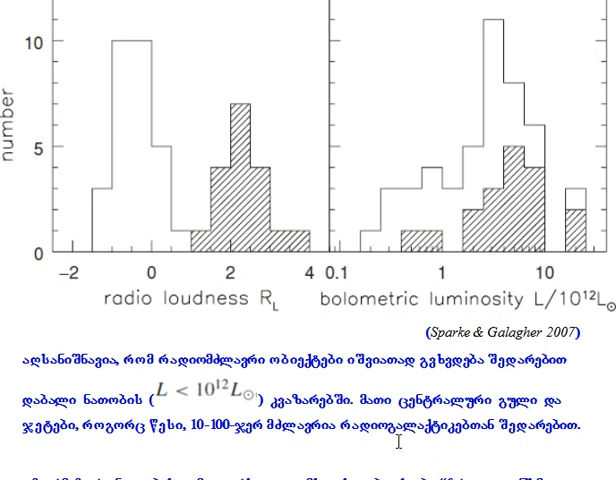 10
5
0
number
-2 0 2 4
0.1 1 10
radio loudness R_L
bolometric luminosity L/10¹²L⊙
(Sparke & Galagher 2007)
აღსანიშნავია, რომ რადიომძლავრი ობიექტები იშვიათად გვხვდება შედარებით
დაბალი ნათობის (L < 10¹²L⊙) კვაზარებში. მათი ცენტრალური გული და
ჯეტები, როგორც წესი, 10-100-ჯერ მძლავრია რადიოგალაქტიკებთან შედარებით.